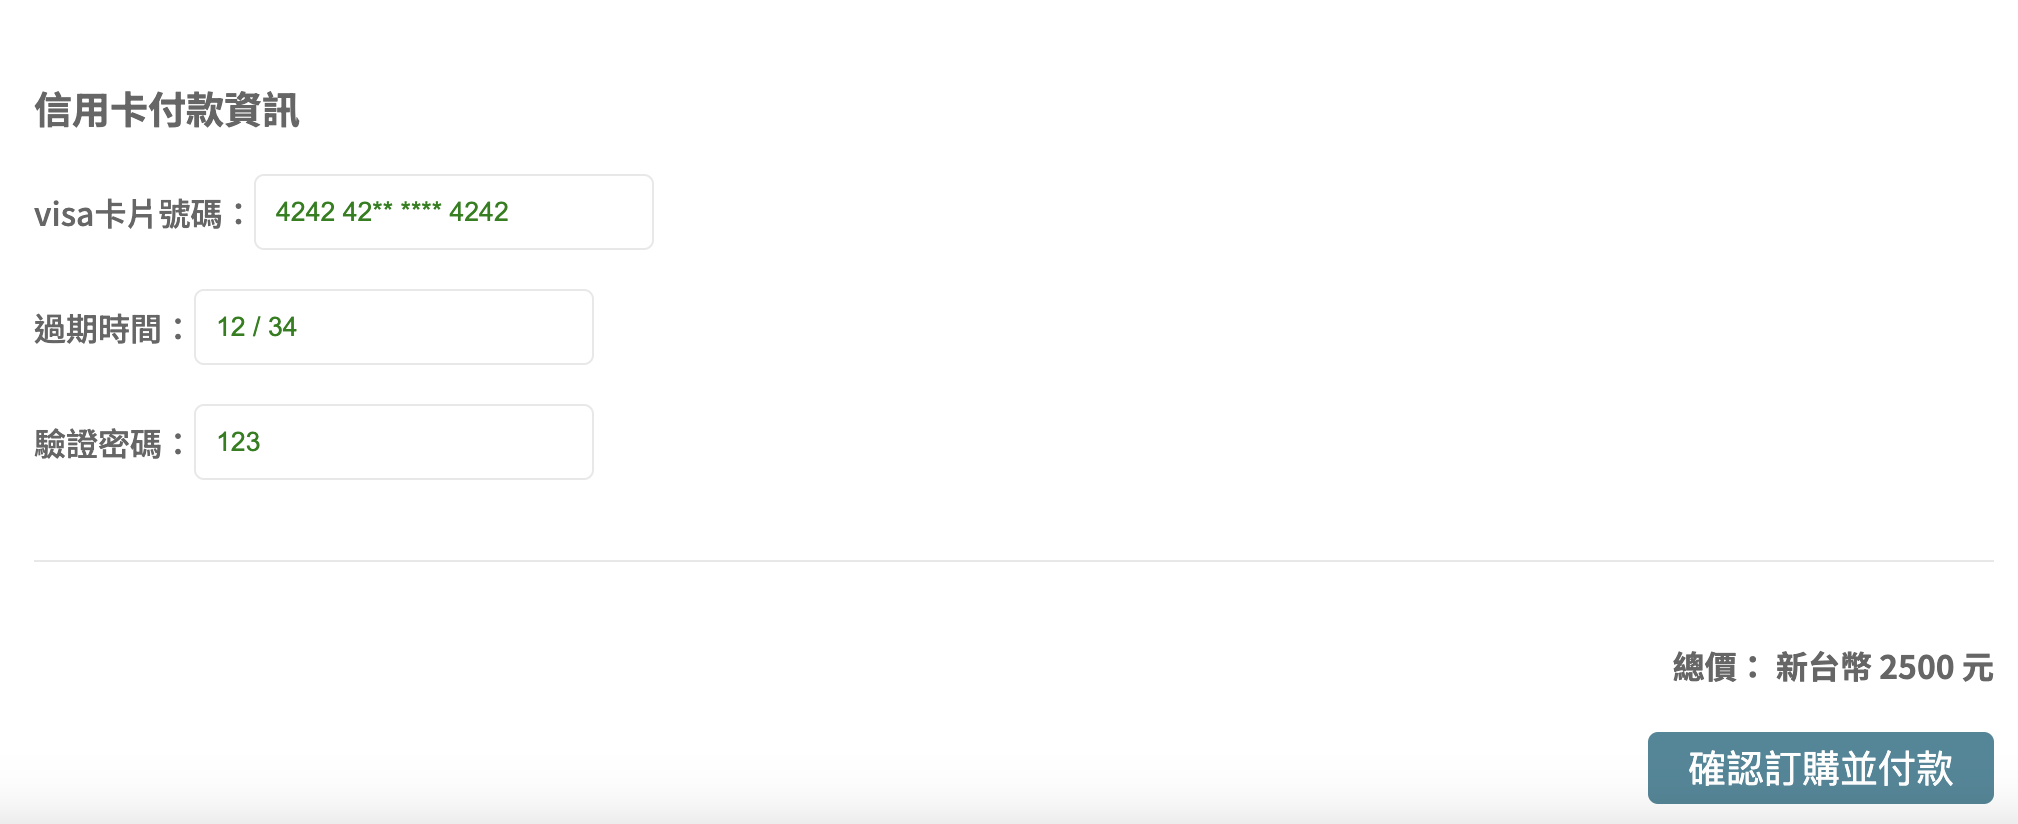 信用卡付款資訊
visa卡片號碼： 4242 42** **** 4242
過期時間： 12 / 34
驗證密碼： 123
總價： 新台幣 2500 元
確認訂購並付款